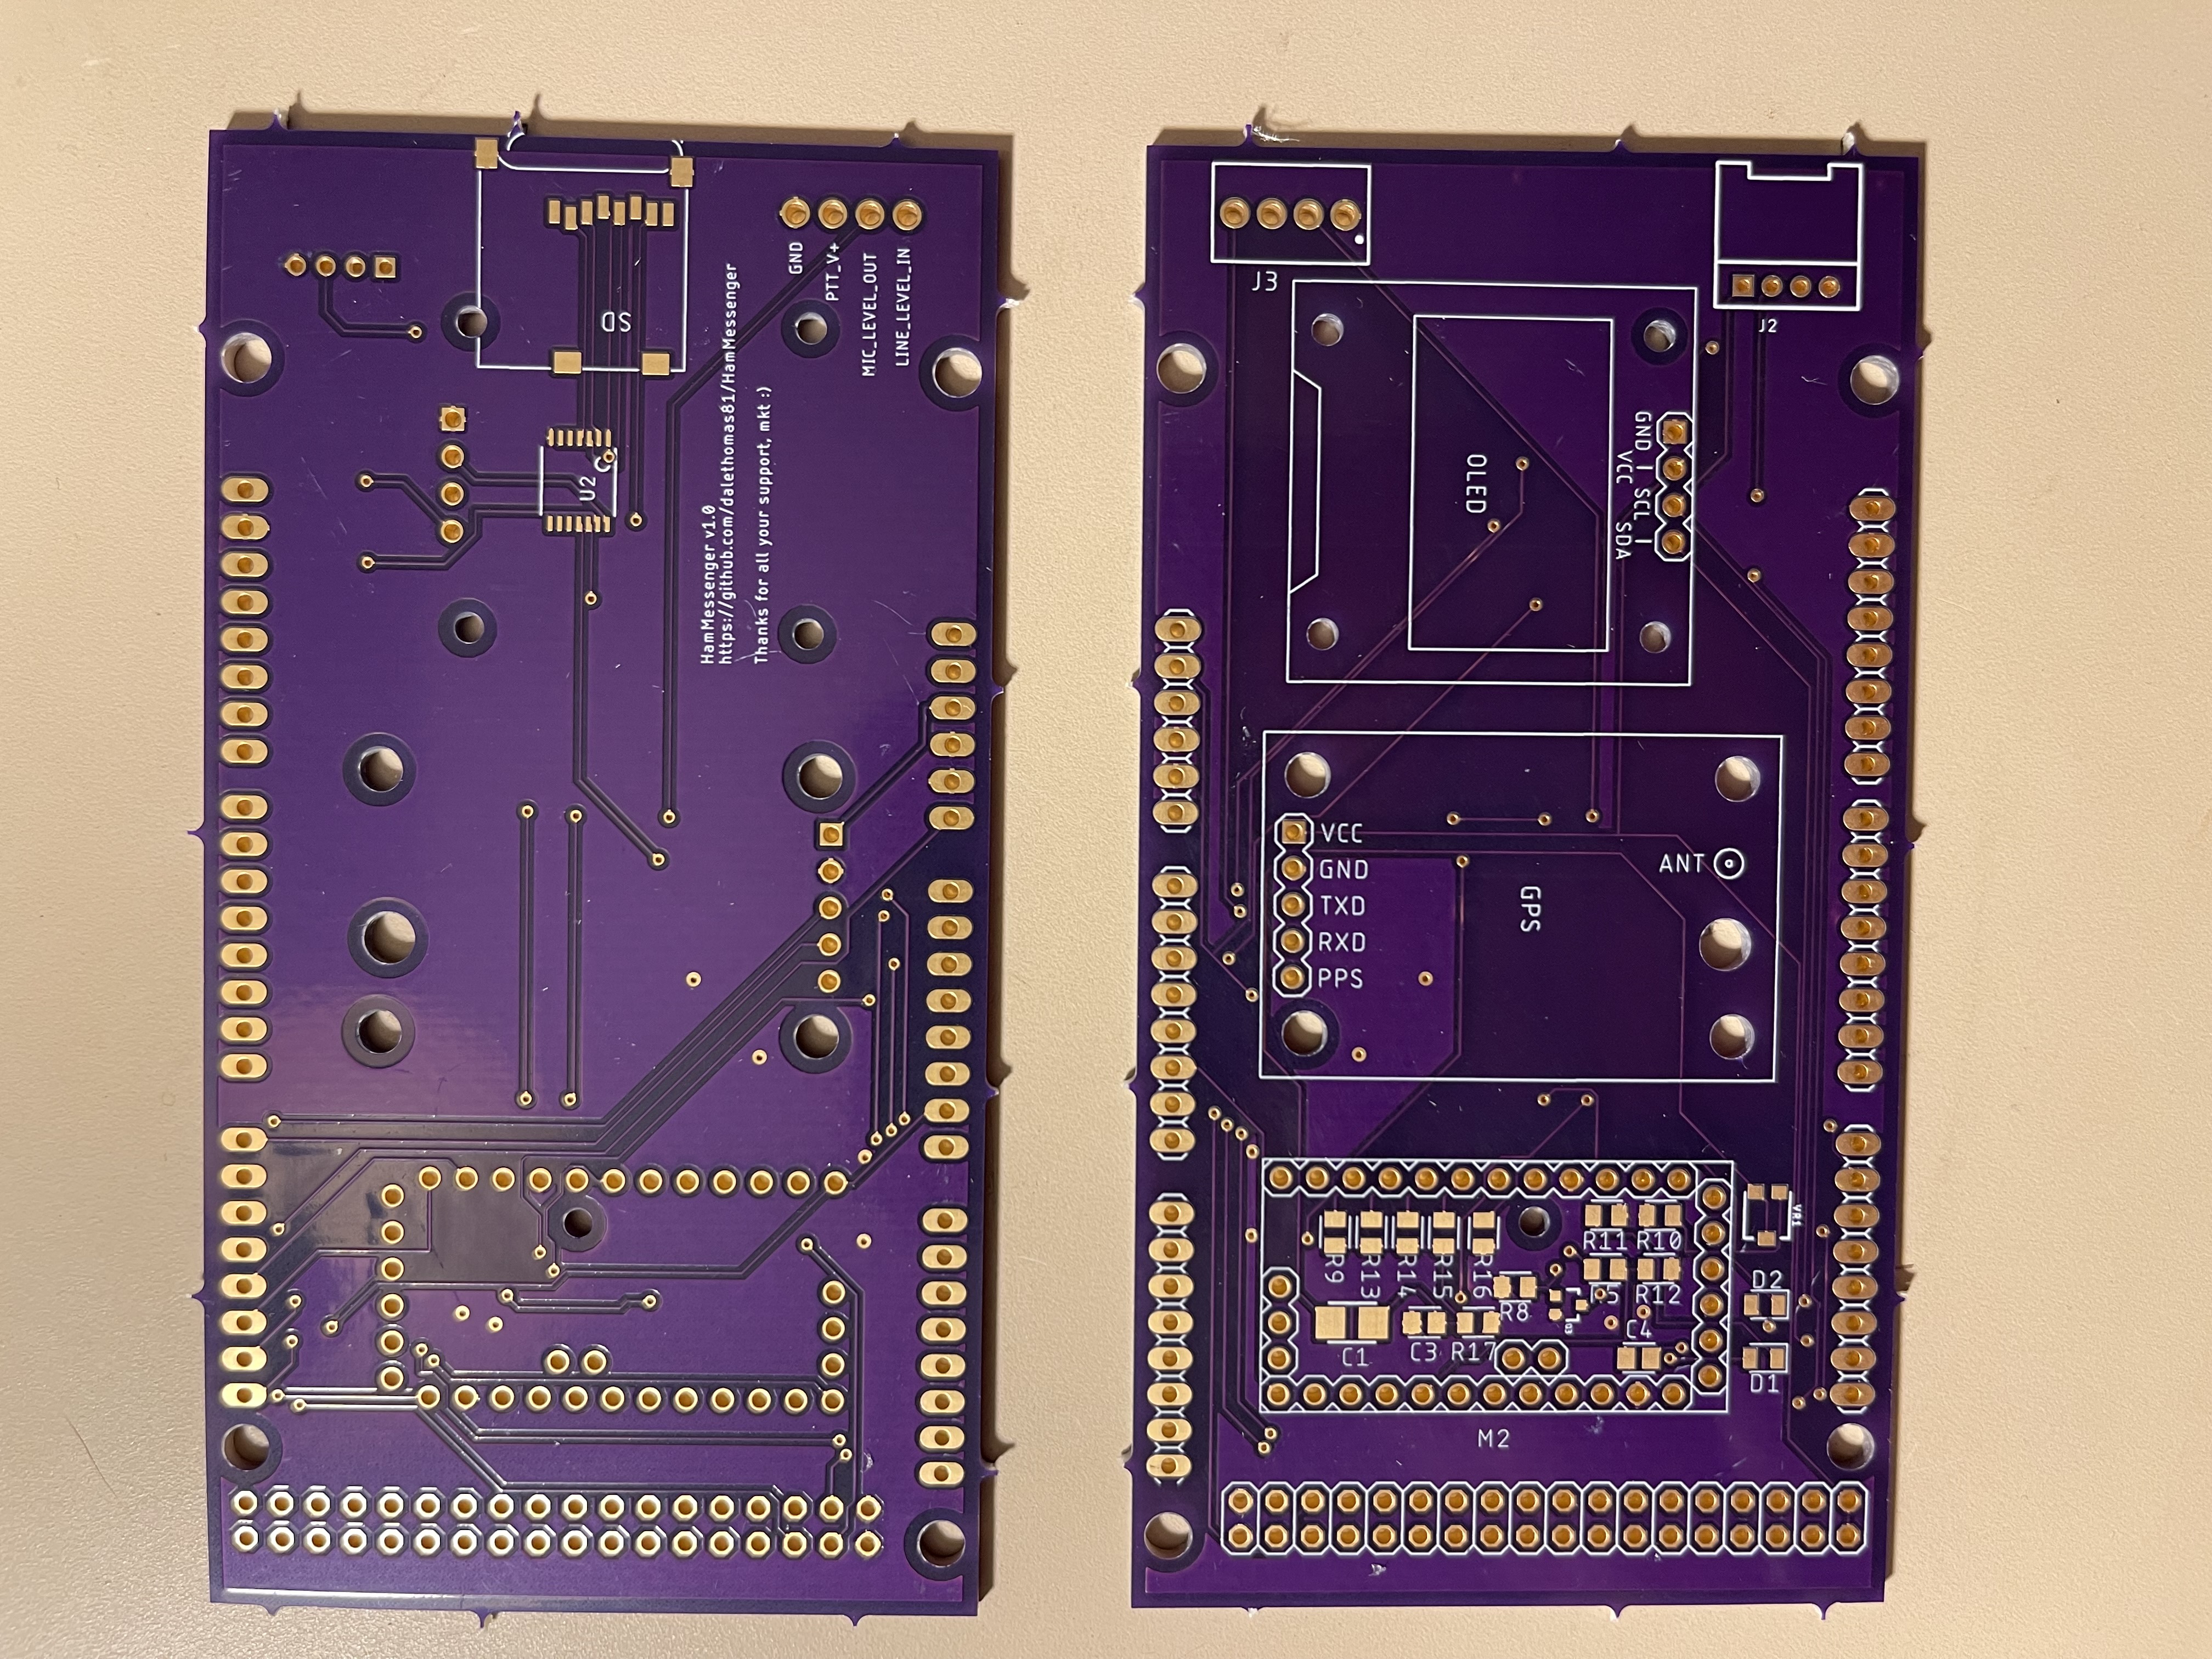 U2
SD
HamMessenger v1.0
https://github.com/dalethomas81/HamMessenger
Thanks for all your support, mkt :)
GND
PTT_V+
MIC_LEVEL_OUT
LINE_LEVEL_IN
J3
VCC
GND
TXD
RXD
PPS
R9
C1
R13
R14
C3
R15
R17
R16
M2
R8
OLED
GPS
R11
C4
R12
R10
SDA
VCC
GND | SCL |
ANT
D1
D2
VR1
J2